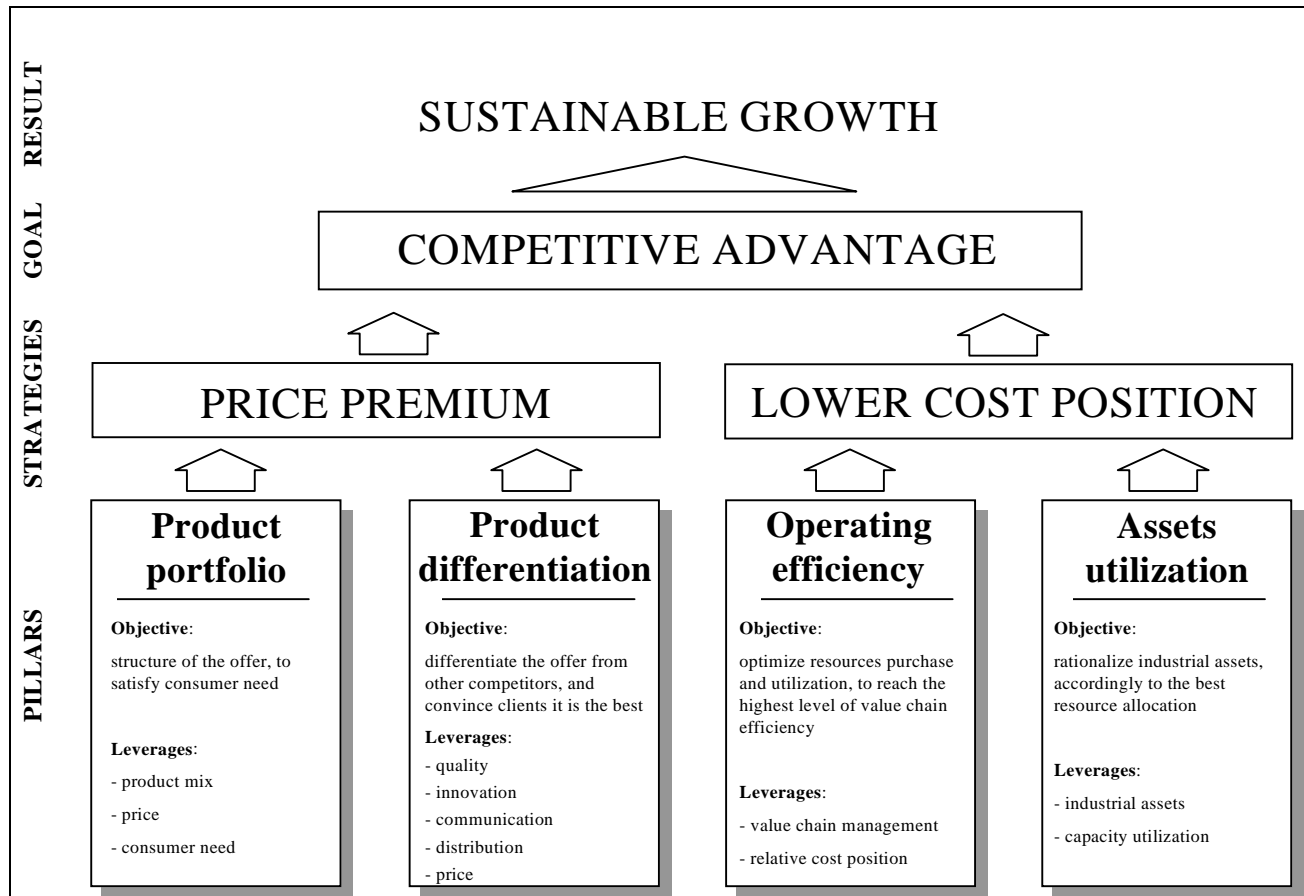 RESULT
SUSTAINABLE GROWTH
GOAL
COMPETITIVE ADVANTAGE
STRATEGIES
PRICE PREMIUM
LOWER COST POSITION
PILLARS
Product
portfolio
Objective:
structure of the offer, to
satisfy consumer need
Leverages:
- product mix
- price
- consumer need
Product
differentiation
Objective:
differentiate the offer from
other competitors, and
convince clients it is the best
Leverages:
- quality
- innovation
- communication
- distribution
- price
Operating
efficiency
Objective:
optimize resources purchase
and utilization, to reach the
highest level of value chain
efficiency
Leverages:
- value chain management
- relative cost position
Assets
utilization
Objective:
rationalize industrial assets,
accordingly to the best
resource allocation
Leverages:
- industrial assets
- capacity utilization